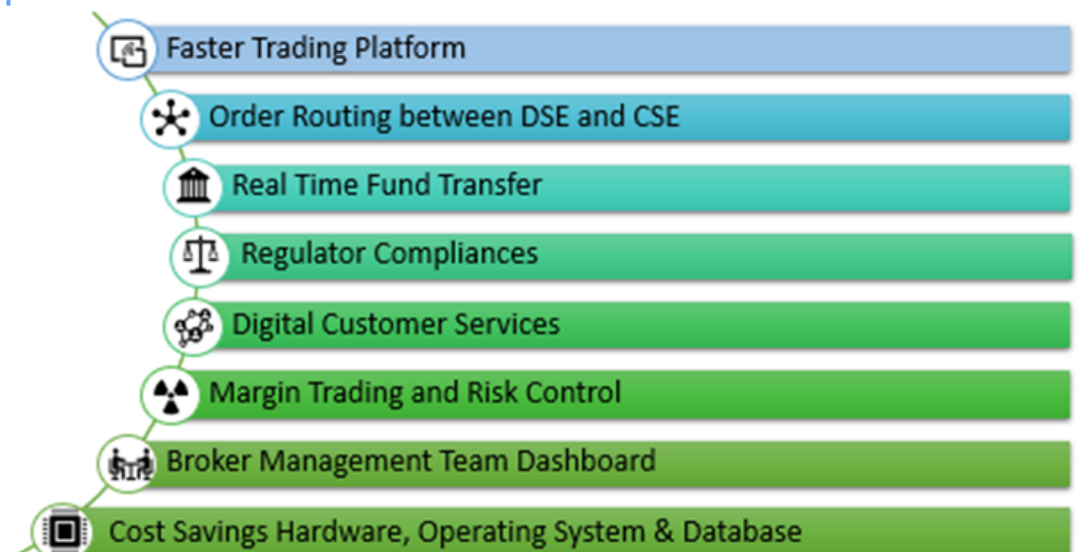 Faster Trading Platform
Order Routing between DSE and CSE
Real Time Fund Transfer
Regulator Compliances
Digital Customer Services
Margin Trading and Risk Control
Broker Management Team Dashboard
Cost Savings Hardware, Operating System & Database